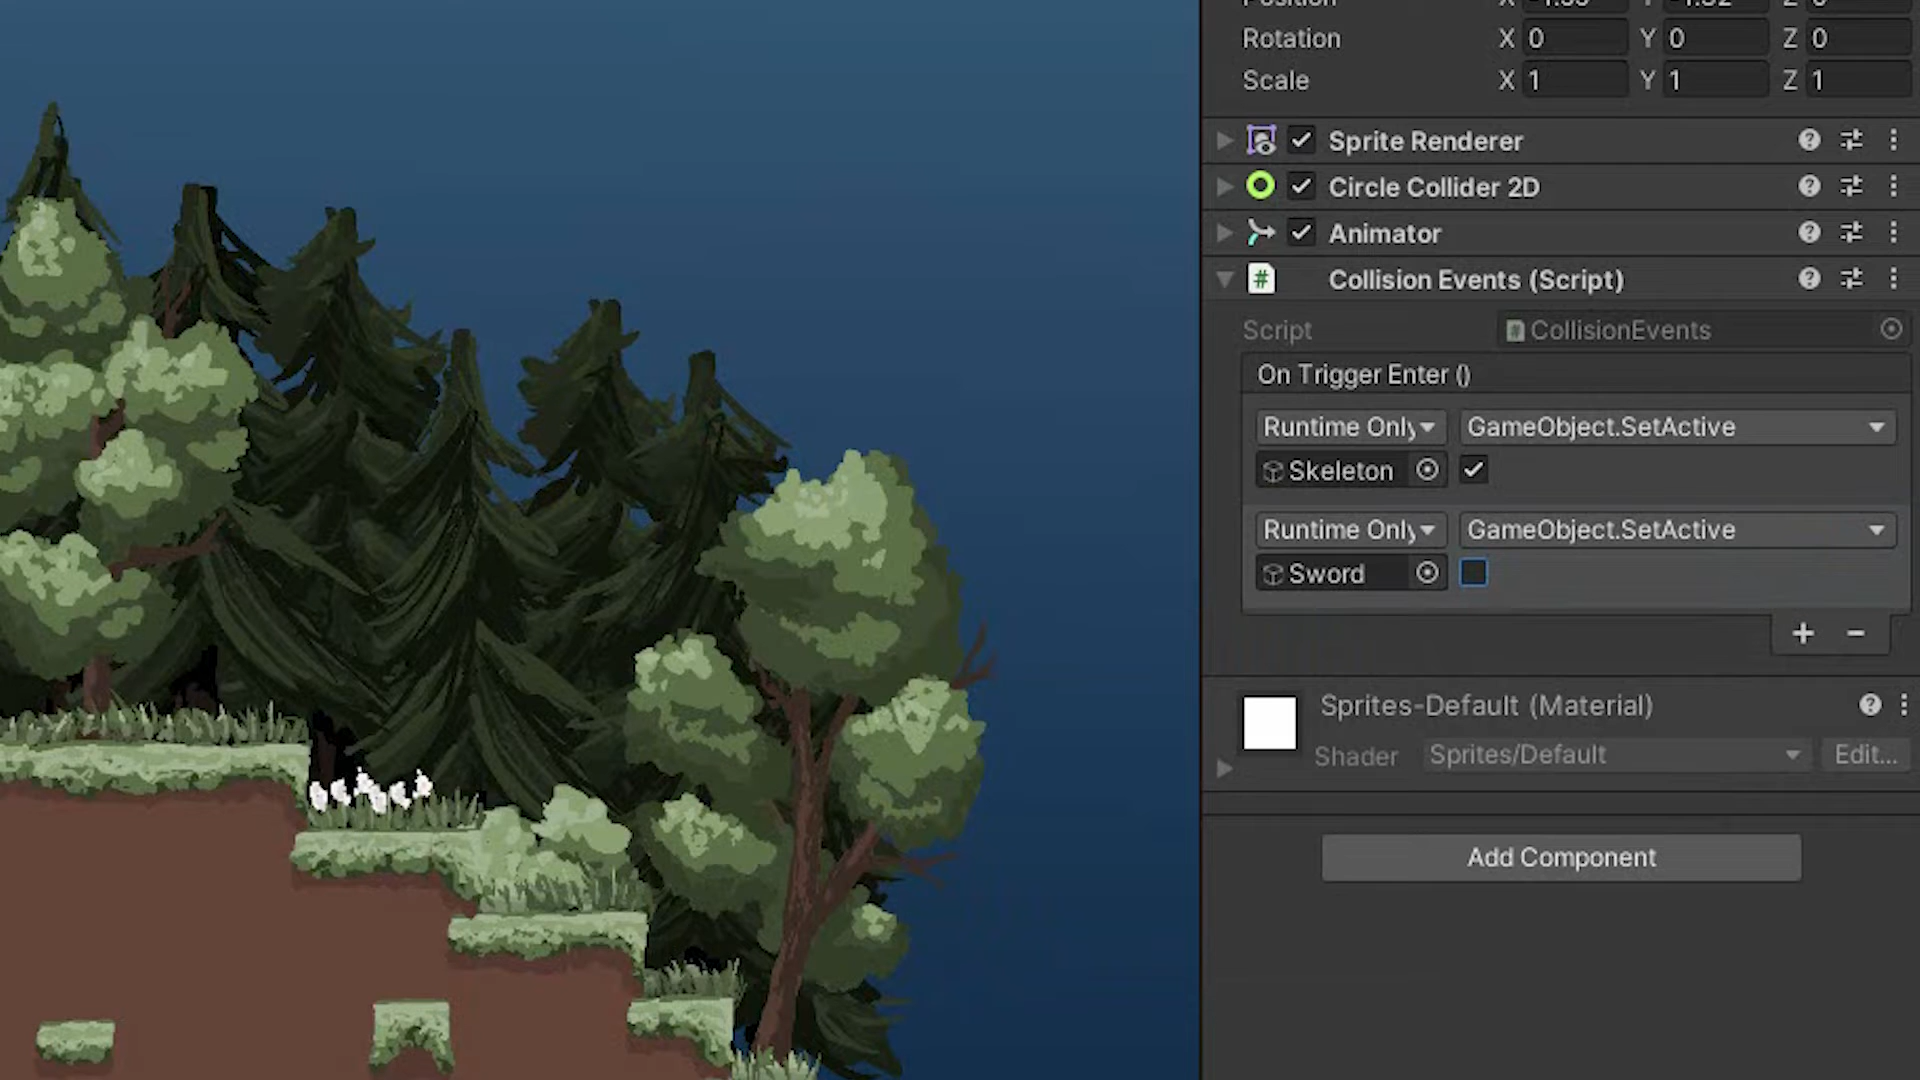 Rotation X 0 Y 0 Z 0
Scale X 1 Y 1 Z 1
Sprite Renderer
Circle Collider 2D
Animator
# Collision Events (Script)
Script # CollisionEvents
On Trigger Enter ()
Runtime Only GameObject.SetActive
Skeleton
Runtime Only GameObject.SetActive
Sword
+ −
Sprites-Default (Material)
Shader Sprites/Default Edit...
Add Component